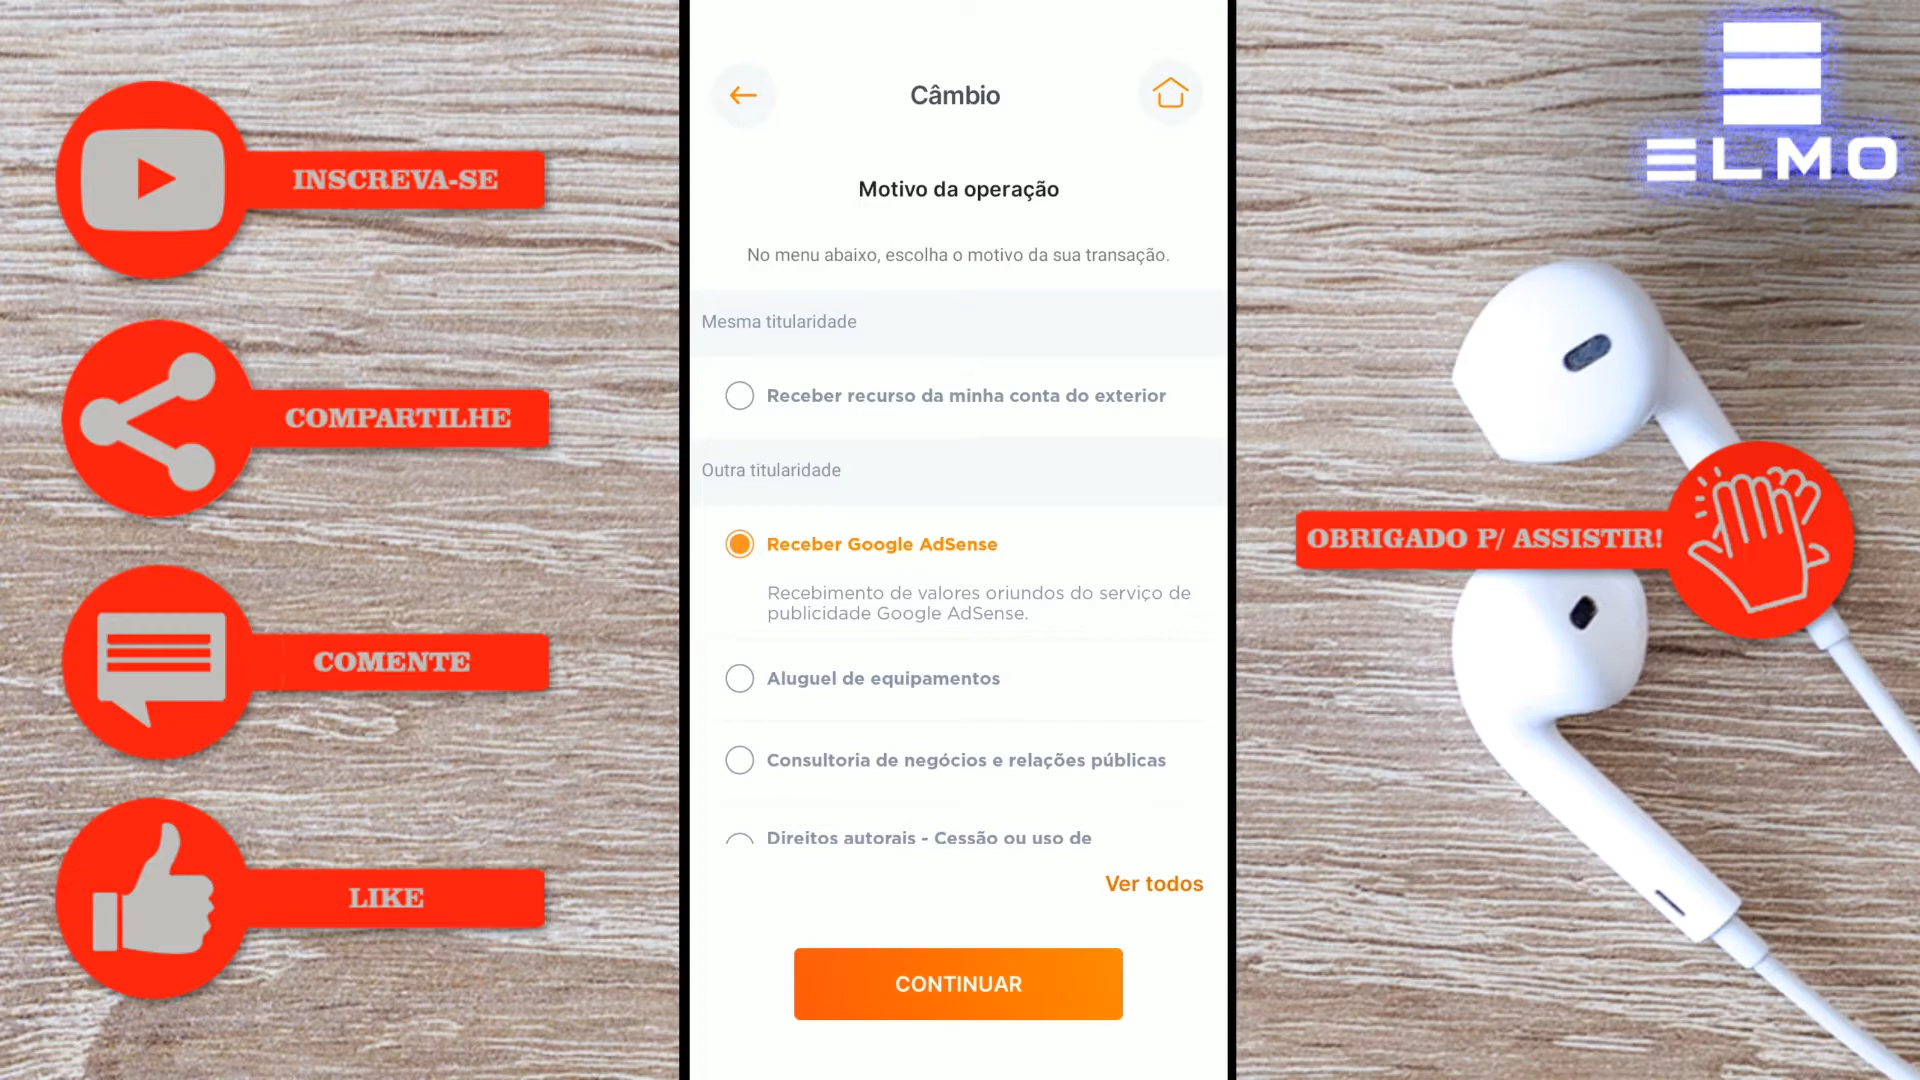 INSCREVA-SE
COMPARTILHE
COMENTE
LIKE
Câmbio
Motivo da operação
No menu abaixo, escolha o motivo da sua transação.
Mesma titularidade
Receber recurso da minha conta do exterior
Outra titularidade
Receber Google AdSense
Recebimento de valores oriundos do serviço de
publicidade Google AdSense.
Aluguel de equipamentos
Consultoria de negócios e relações públicas
Direitos autorais - Cessão ou uso de
Ver todos
CONTINUAR
ELMO
OBRIGADO P/ ASSISTIR!